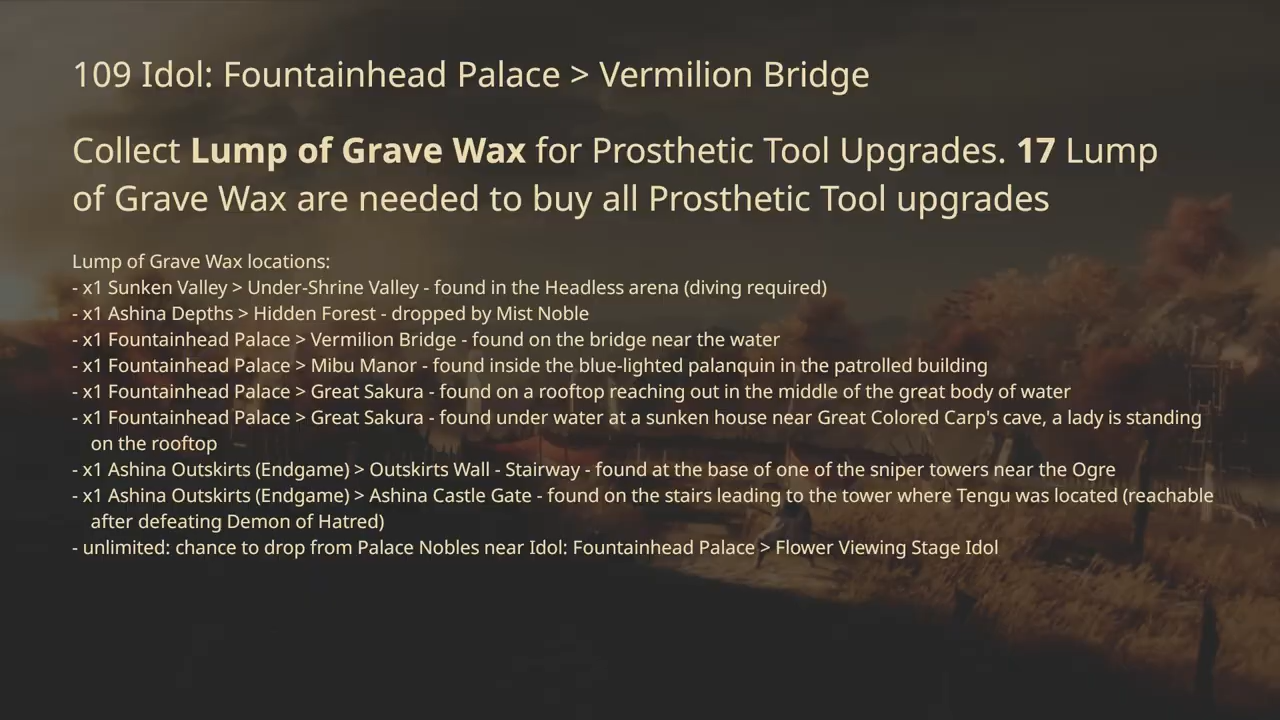 109 Idol: Fountainhead Palace > Vermilion Bridge
Collect Lump of Grave Wax for Prosthetic Tool Upgrades. 17 Lump
of Grave Wax are needed to buy all Prosthetic Tool upgrades
Lump of Grave Wax locations:
- x1 Sunken Valley > Under-Shrine Valley - found in the Headless arena (diving required)
- x1 Ashina Depths > Hidden Forest - dropped by Mist Noble
- x1 Fountainhead Palace > Vermilion Bridge - found on the bridge near the water
- x1 Fountainhead Palace > Mibu Manor - found inside the blue-lighted palanquin in the patrolled building
- x1 Fountainhead Palace > Great Sakura - found on a rooftop reaching out in the middle of the great body of water
- x1 Fountainhead Palace > Great Sakura - found under water at a sunken house near Great Colored Carp's cave, a lady is standing
on the rooftop
- x1 Ashina Outskirts (Endgame) > Outskirts Wall - Stairway - found at the base of one of the sniper towers near the Ogre
- x1 Ashina Outskirts (Endgame) > Ashina Castle Gate - found on the stairs leading to the tower where Tengu was located (reachable
after defeating Demon of Hatred)
- unlimited: chance to drop from Palace Nobles near Idol: Fountainhead Palace > Flower Viewing Stage Idol